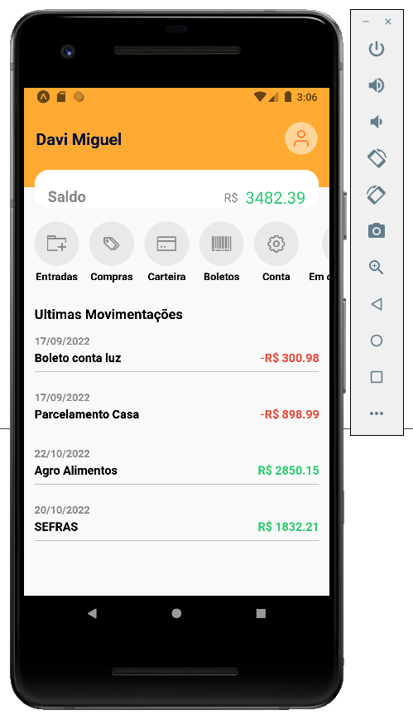 3:06
Davi Miguel
Saldo R$ 3482.39
Entradas Compras Carteira Boletos Conta Em
Ultimas Movimentações
17/09/2022
Boleto conta luz -R$ 300.98
17/09/2022
Parcelamento Casa -R$ 898.99
22/10/2022
Agro Alimentos R$ 2850.15
20/10/2022
SEFRAS R$ 1832.21